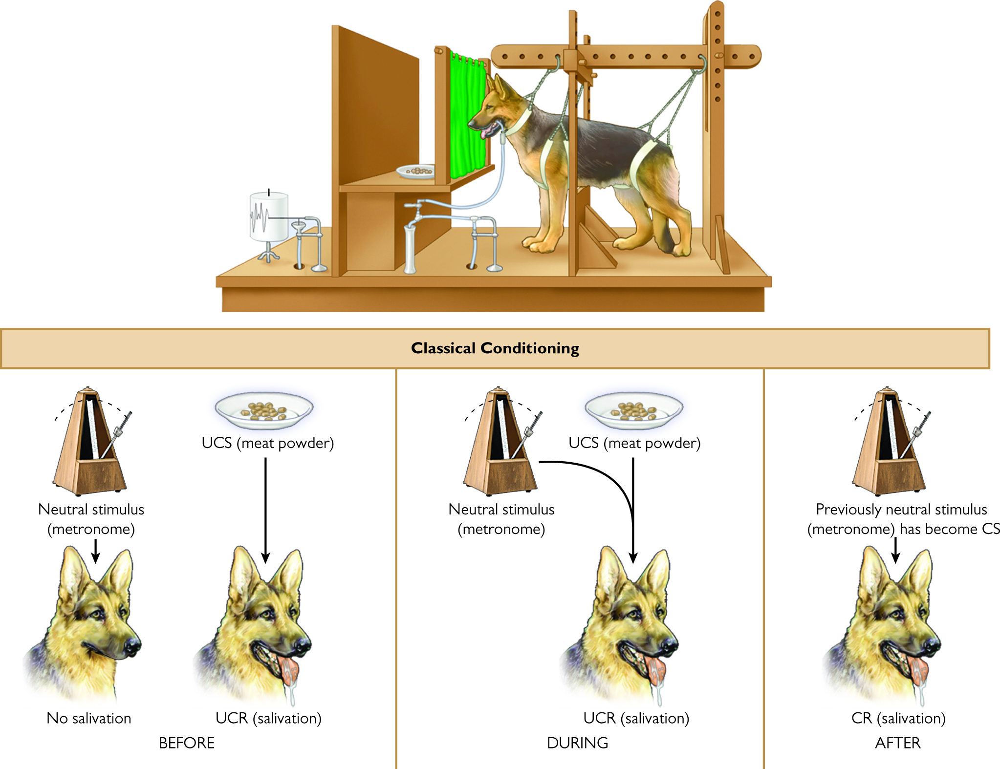 Classical Conditioning
Neutral stimulus
(metronome)
UCS (meat powder)
No salivation
UCR (salivation)
BEFORE
Neutral stimulus
(metronome)
UCS (meat powder)
UCR (salivation)
DURING
Previously neutral stimulus
(metronome) has become CS
CR (salivation)
AFTER